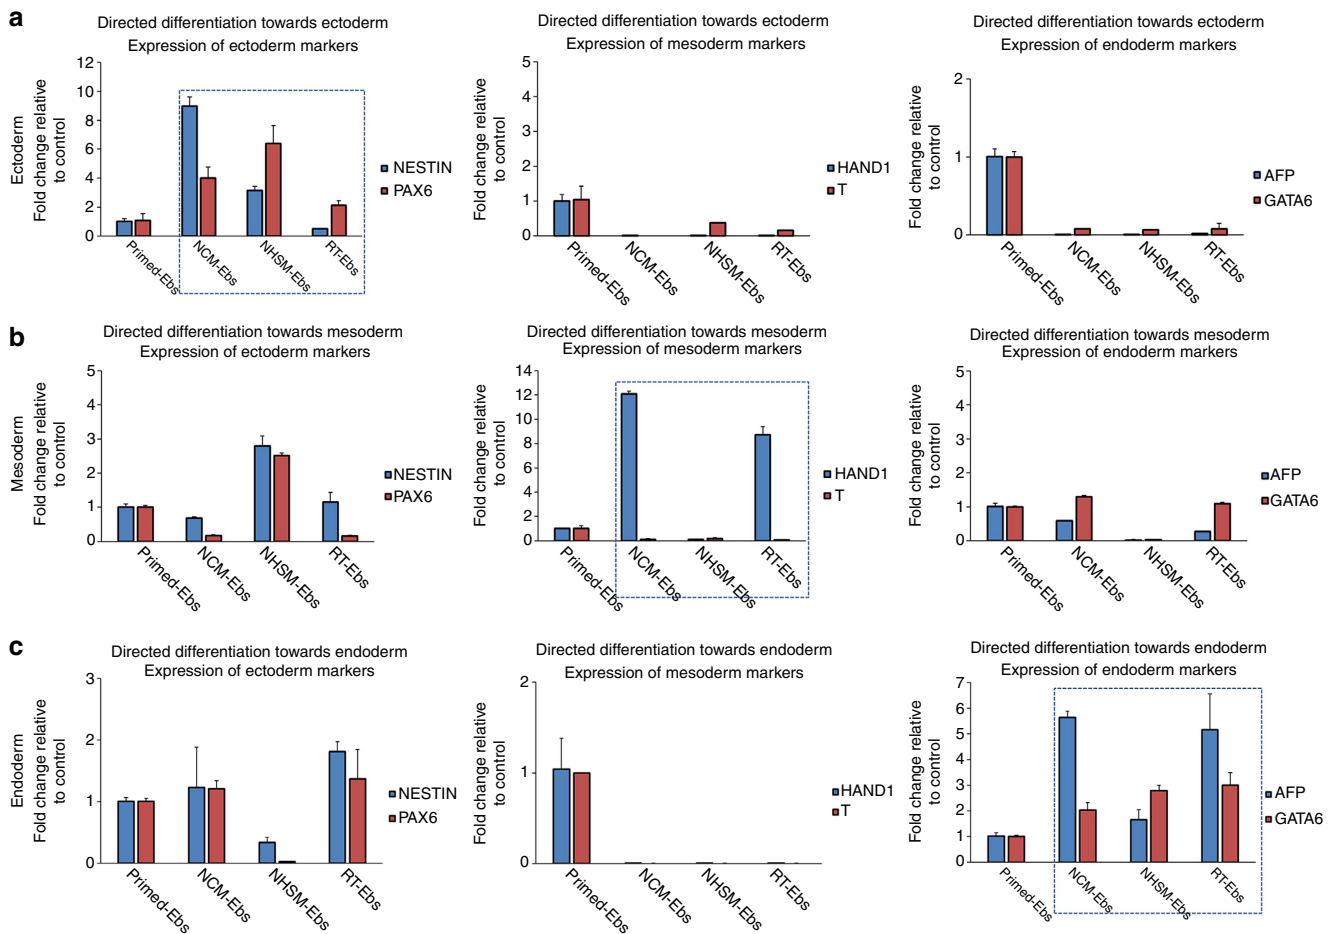 a
Directed differentiation towards ectoderm
Expression of ectoderm markers
Ectoderm
Fold change relative
to control
12
10
8
6
4
2
0
Primed-Ebs
NCM-Ebs
NHSM-Ebs
RT-Ebs
NESTIN
PAX6
Directed differentiation towards ectoderm
Expression of mesoderm markers
Fold change relative
to control
5
4
3
2
1
0
Primed-Ebs
NCM-Ebs
NHSM-Ebs
RT-Ebs
HAND1
T
Directed differentiation towards ectoderm
Expression of endoderm markers
Fold change relative
to control
2
1
0
Primed-Ebs
NCM-Ebs
NHSM-Ebs
RT-Ebs
AFP
GATA6
b
Directed differentiation towards mesoderm
Expression of ectoderm markers
Mesoderm
Fold change relative
to control
5
4
3
2
1
0
Primed-Ebs
NCM-Ebs
NHSM-Ebs
RT-Ebs
NESTIN
PAX6
Directed differentiation towards mesoderm
Expression of mesoderm markers
Fold change relative
to control
14
12
10
8
6
4
2
0
Primed-Ebs
NCM-Ebs
NHSM-Ebs
RT-Ebs
HAND1
T
Directed differentiation towards mesoderm
Expression of endoderm markers
Fold change relative
to control
5
4
3
2
1
0
Primed-Ebs
NCM-Ebs
NHSM-Ebs
RT-Ebs
AFP
GATA6
c
Directed differentiation towards endoderm
Expression of ectoderm markers
Endoderm
Fold change relative
to control
3
2
1
0
Primed-Ebs
NCM-Ebs
NHSM-Ebs
RT-Ebs
NESTIN
PAX6
Directed differentiation towards endoderm
Expression of mesoderm markers
Fold change relative
to control
2
1
0
Primed-Ebs
NCM-Ebs
NHSM-Ebs
RT-Ebs
HAND1
T
Directed differentiation towards endoderm
Expression of endoderm markers
Fold change relative
to control
7
6
5
4
3
2
1
0
Primed-Ebs
NCM-Ebs
NHSM-Ebs
RT-Ebs
AFP
GATA6